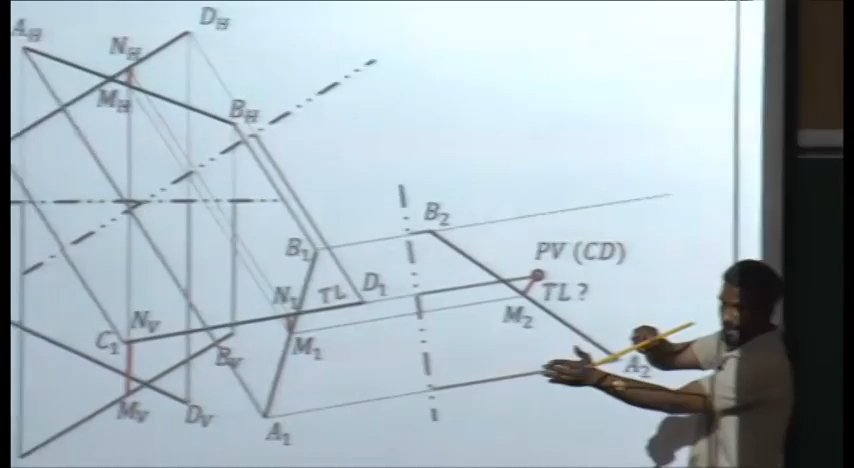 A_H
D_H
N_H
M_H
B_H
B_2
PV (CD)
B_1
D_1
TL
TL ?
N_1
M_2
N_V
C_1
B_V
M_1
A_2
M_V
D_V
A_1